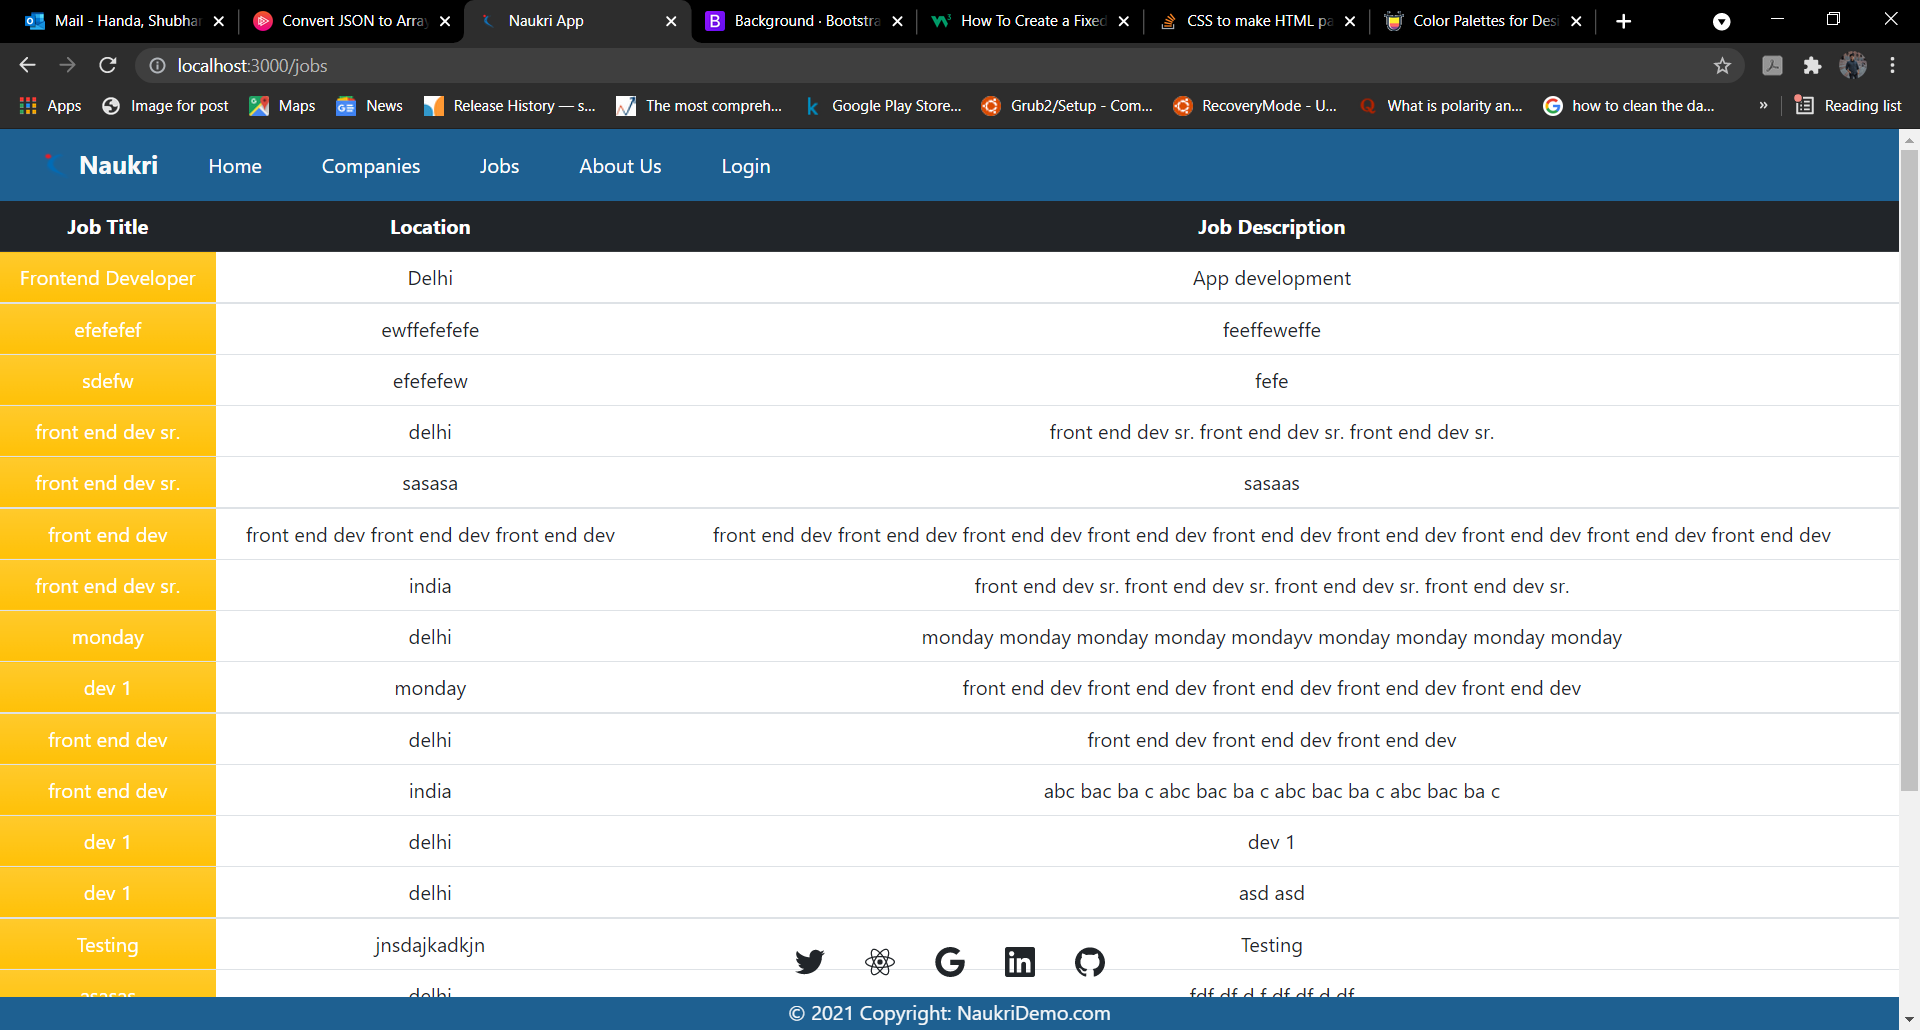 Mail - Handa, Shubhar
Convert JSON to Array
Naukri App
Background · Bootstra
How To Create a Fixed
CSS to make HTML pa
Color Palettes for Desi
localhost:3000/jobs
Apps
Image for post
Maps
News
Release History — s...
The most compreh...
Google Play Store...
Grub2/Setup - Com...
RecoveryMode - U...
What is polarity an...
how to clean the da...
»
Reading list
Naukri Home Companies Jobs About Us Login
Job Title Location Job Description
Frontend Developer Delhi App development
efefefef ewffefefefe feeffeweffe
sdefw efefefew fefe
front end dev sr. delhi front end dev sr. front end dev sr. front end dev sr.
front end dev sr. sasasa sasaas
front end dev front end dev front end dev front end dev front end dev front end dev front end dev front end dev front end dev front end dev front end dev front end dev front end dev
front end dev sr. india front end dev sr. front end dev sr. front end dev sr. front end dev sr.
monday delhi monday monday monday monday mondayv monday monday monday monday
dev 1 monday front end dev front end dev front end dev front end dev front end dev
front end dev delhi front end dev front end dev front end dev
front end dev india abc bac ba c abc bac ba c abc bac ba c abc bac ba c
dev 1 delhi dev 1
dev 1 delhi asd asd
Testing jnsdajkadkjn Testing
asasas delhi fdf df d f df df d df
© 2021 Copyright: NaukriDemo.com